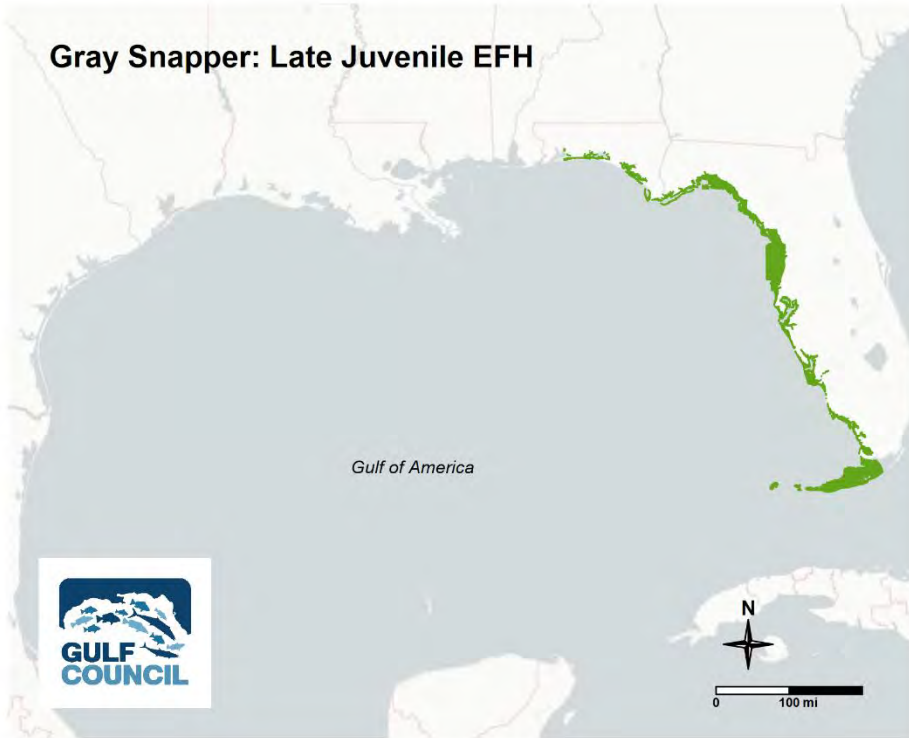 Gray Snapper: Late Juvenile EFH
Gulf of America
GULF
COUNCIL
N
0 100 mi